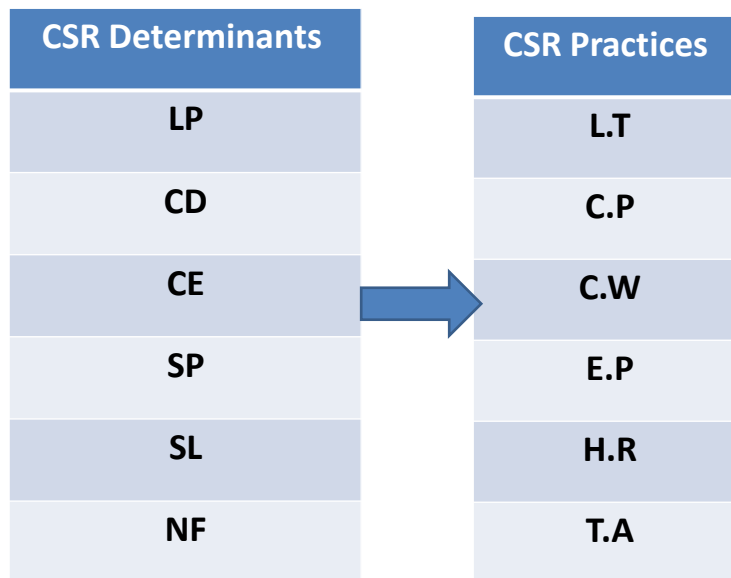 CSR Determinants
LP
CD
CE
SP
SL
NF
CSR Practices
L.T
C.P
C.W
E.P
H.R
T.A